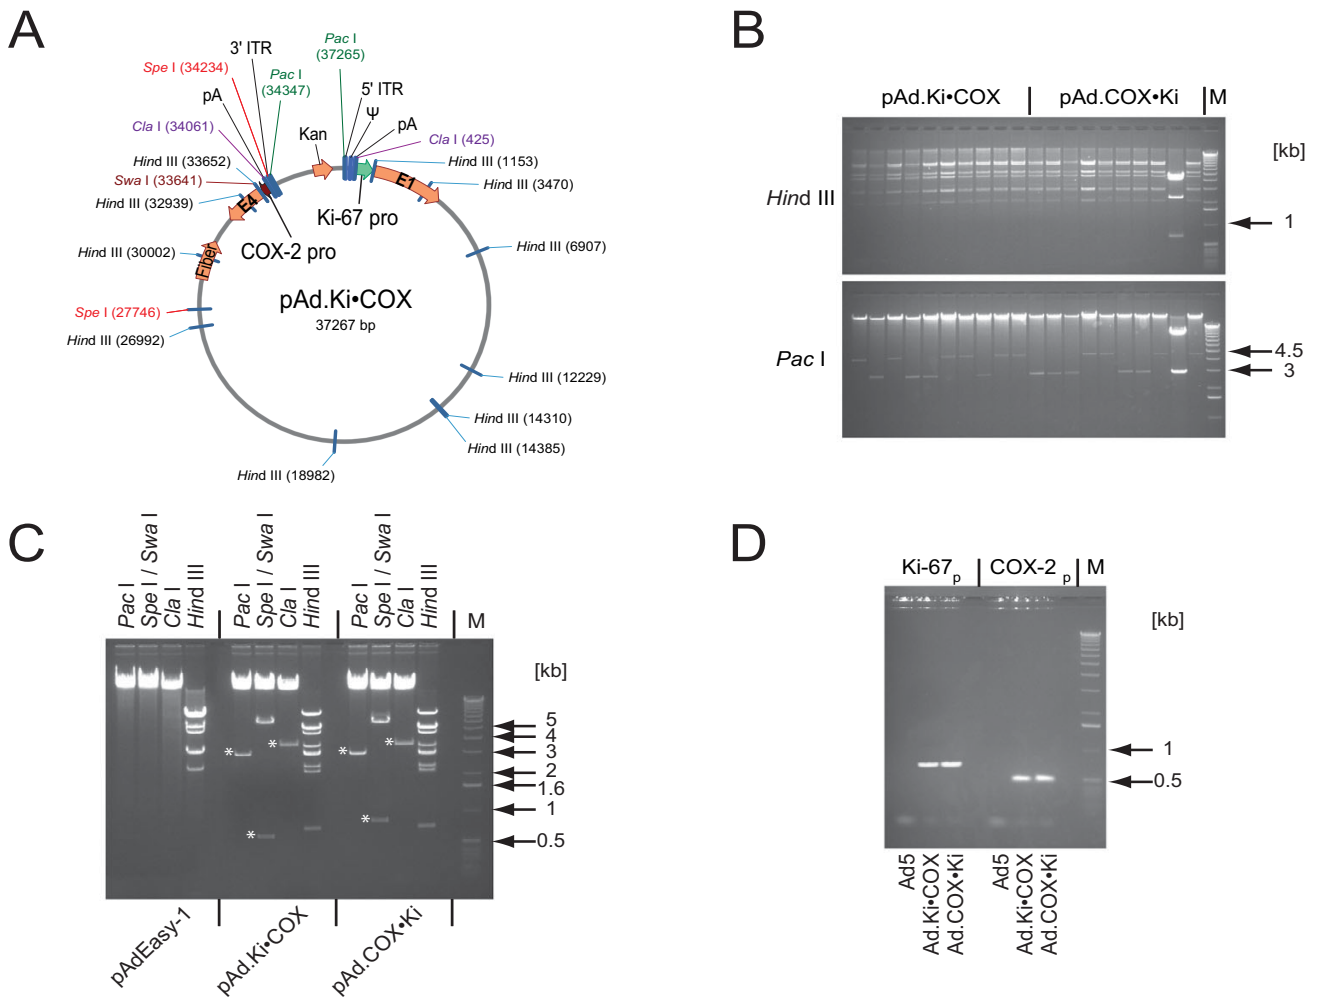 A
3' ITR
Pac I
(37265)
Spe I (34234)
Pac I
(34347)
5' ITR
pA
Ψ
Cla I (34061)
Kan
pA
Cla I (425)
Hind III (33652)
Hind III (1153)
Swa I (33641)
E1
Hind III (3470)
Hind III (32939)
E4
Ki-67 pro
Hind III (30002)
Fiber
COX-2 pro
Hind III (6907)
pAd.Ki•COX
37267 bp
Spe I (27746)
Hind III (26992)
Hind III (12229)
Hind III (14310)
Hind III (14385)
Hind III (18982)
B
pAd.Ki•COX
pAd.COX•Ki
M
[kb]
Hind III
1
Pac I
4.5
3
C
Pac I
Spe I / Swa I
Cla I
Hind III
Pac I
Spe I / Swa I
Cla I
Hind III
Pac I
Spe I / Swa I
Cla I
Hind III
M
[kb]
5
4
3
2
1.6
1
0.5
*
*
*
*
*
*
pAdEasy-1
pAd.Ki•COX
pAd.COX•Ki
D
Ki-67p
COX-2 p
M
[kb]
1
0.5
Ad5
Ad.Ki•COX
Ad.COX•Ki
Ad5
Ad.Ki•COX
Ad.COX•Ki